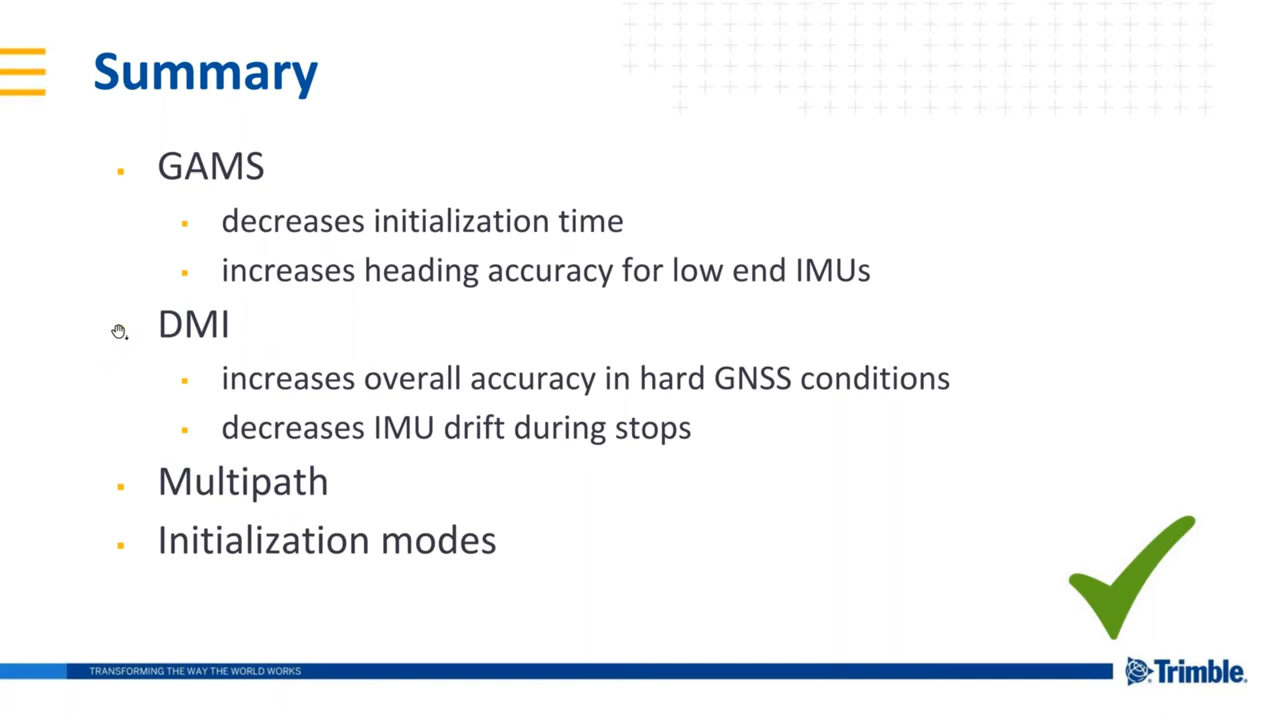 Summary
GAMS
decreases initialization time
increases heading accuracy for low end IMUs
DMI
increases overall accuracy in hard GNSS conditions
decreases IMU drift during stops
Multipath
Initialization modes
TRANSFORMING THE WAY THE WORLD WORKS
Trimble